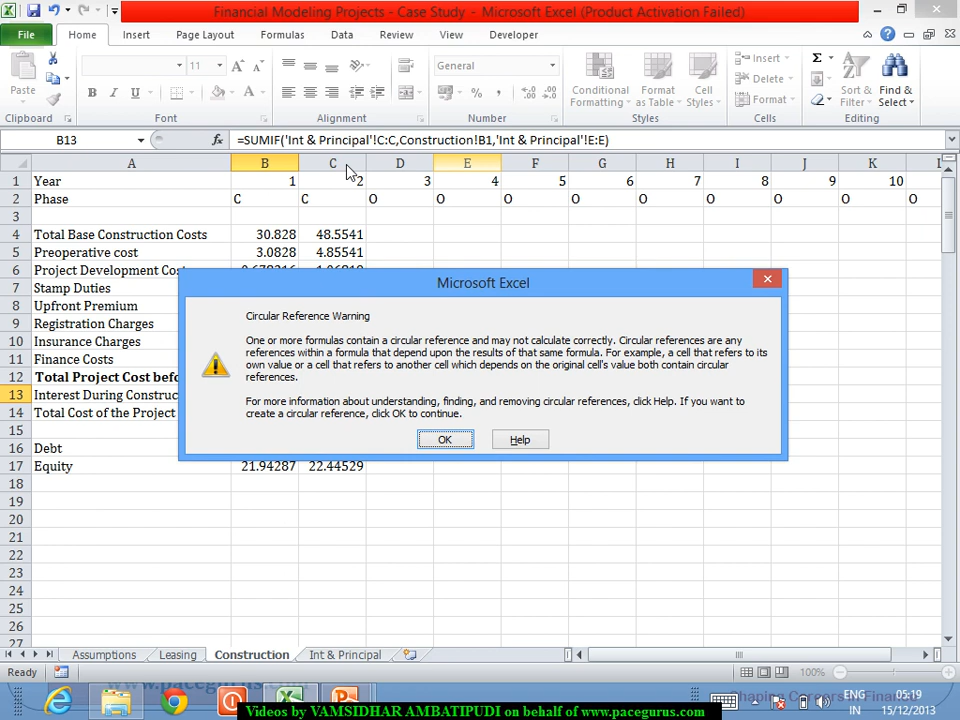 Financial Modeling Projects - Case Study - Microsoft Excel (Product Activation Failed)
File Home Insert Page Layout Formulas Data Review View Developer
Paste
11
General
Conditional Formatting
Format as Table
Cell Styles
Insert
Delete
Format
Sort & Filter
Find & Select
Clipboard Font Alignment Number Styles Cells Editing
B13 fx =SUMIF('Int & Principal'!C:C,Construction!B1,'Int & Principal'!E:E)
A B C D E F G H I J K
1 Year 1 2 3 4 5 6 7 8 9 10
2 Phase C C O O O O O O O O O
3
4 Total Base Construction Costs 30.828 48.5541
5 Preoperative cost 3.0828 4.85541
6 Project Development Cos
7 Stamp Duties
8 Upfront Premium
9 Registration Charges
10 Insurance Charges
11 Finance Costs
12 Total Project Cost befo
13 Interest During Construc
14 Total Cost of the Project
15
16 Debt
17 Equity 21.94287 22.44529
18
19
20
21
22
23
24
25
26
27
Microsoft Excel
Circular Reference Warning
One or more formulas contain a circular reference and may not calculate correctly. Circular references are any
references within a formula that depend upon the results of that same formula. For example, a cell that refers to its
own value or a cell that refers to another cell which depends on the original cell's value both contain circular
references.
For more information about understanding, finding, and removing circular references, click Help. If you want to
create a circular reference, click OK to continue.
OK Help
Assumptions Leasing Construction Int & Principal
Ready 100%
www.pacegurus.com
Shaping Careers in Finance
ENG
IN
05:19
15/12/2013
Videos by VAMSIDHAR AMBATIPUDI on behalf of www.pacegurus.com